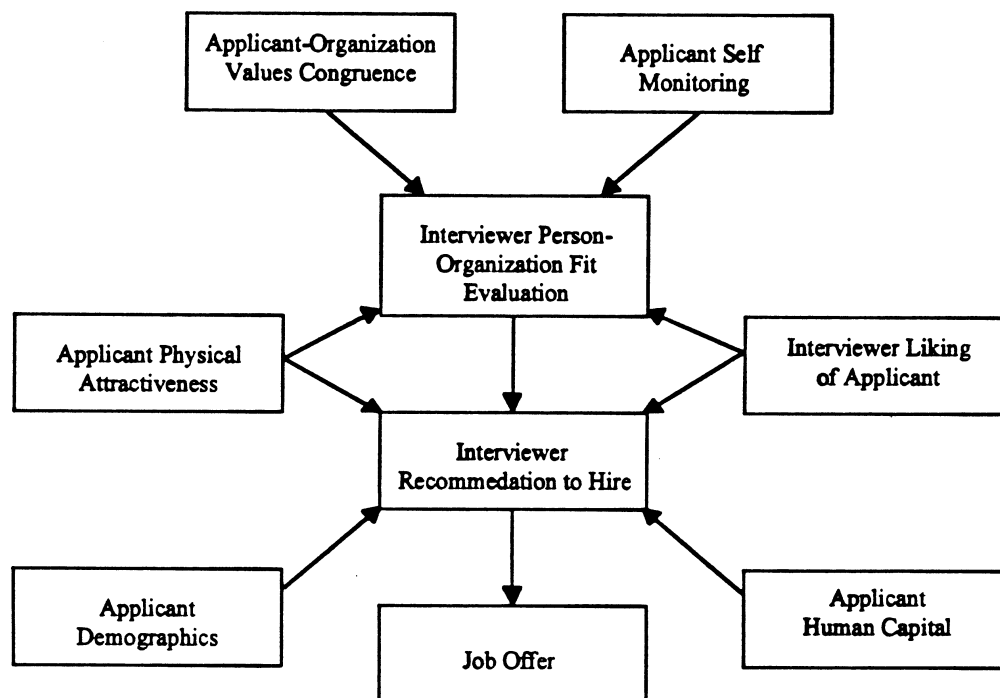 Applicant-Organization
Values Congruence
Applicant Self
Monitoring
Interviewer Person-
Organization Fit
Evaluation
Applicant Physical
Attractiveness
Interviewer Liking
of Applicant
Interviewer
Recommedation to Hire
Applicant
Demographics
Applicant
Human Capital
Job Offer